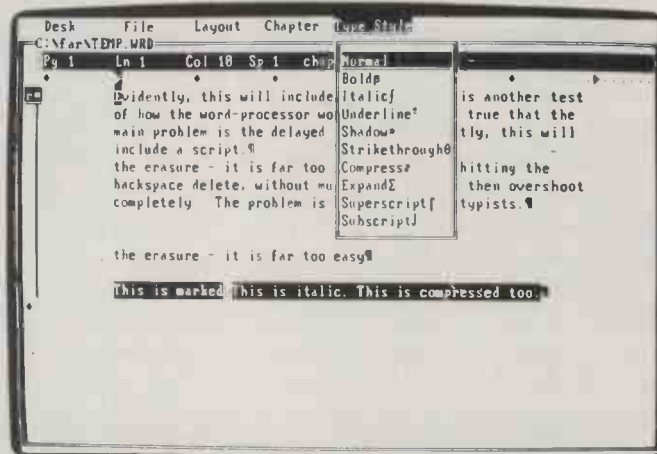 Desk File Layout Chapter Type Style
C:\far\TEMP.WRD
Pg 1 Ln 1 Col 10 Sp 1 chap
Normal
Bold
Italic
Underline
Shadow
Strikethrough
Compress
Expand
Superscript
Subscript
Evidently, this will include is another test
of how the word-processor wo true that the
main problem is the delayed tly, this will
include a script.¶
the erasure - it is far too hitting the
backspace delete, without mu then overshoot
completely The problem is typists.¶
the erasure - it is far too easy¶
This is marked This is italic. This is compressed too.